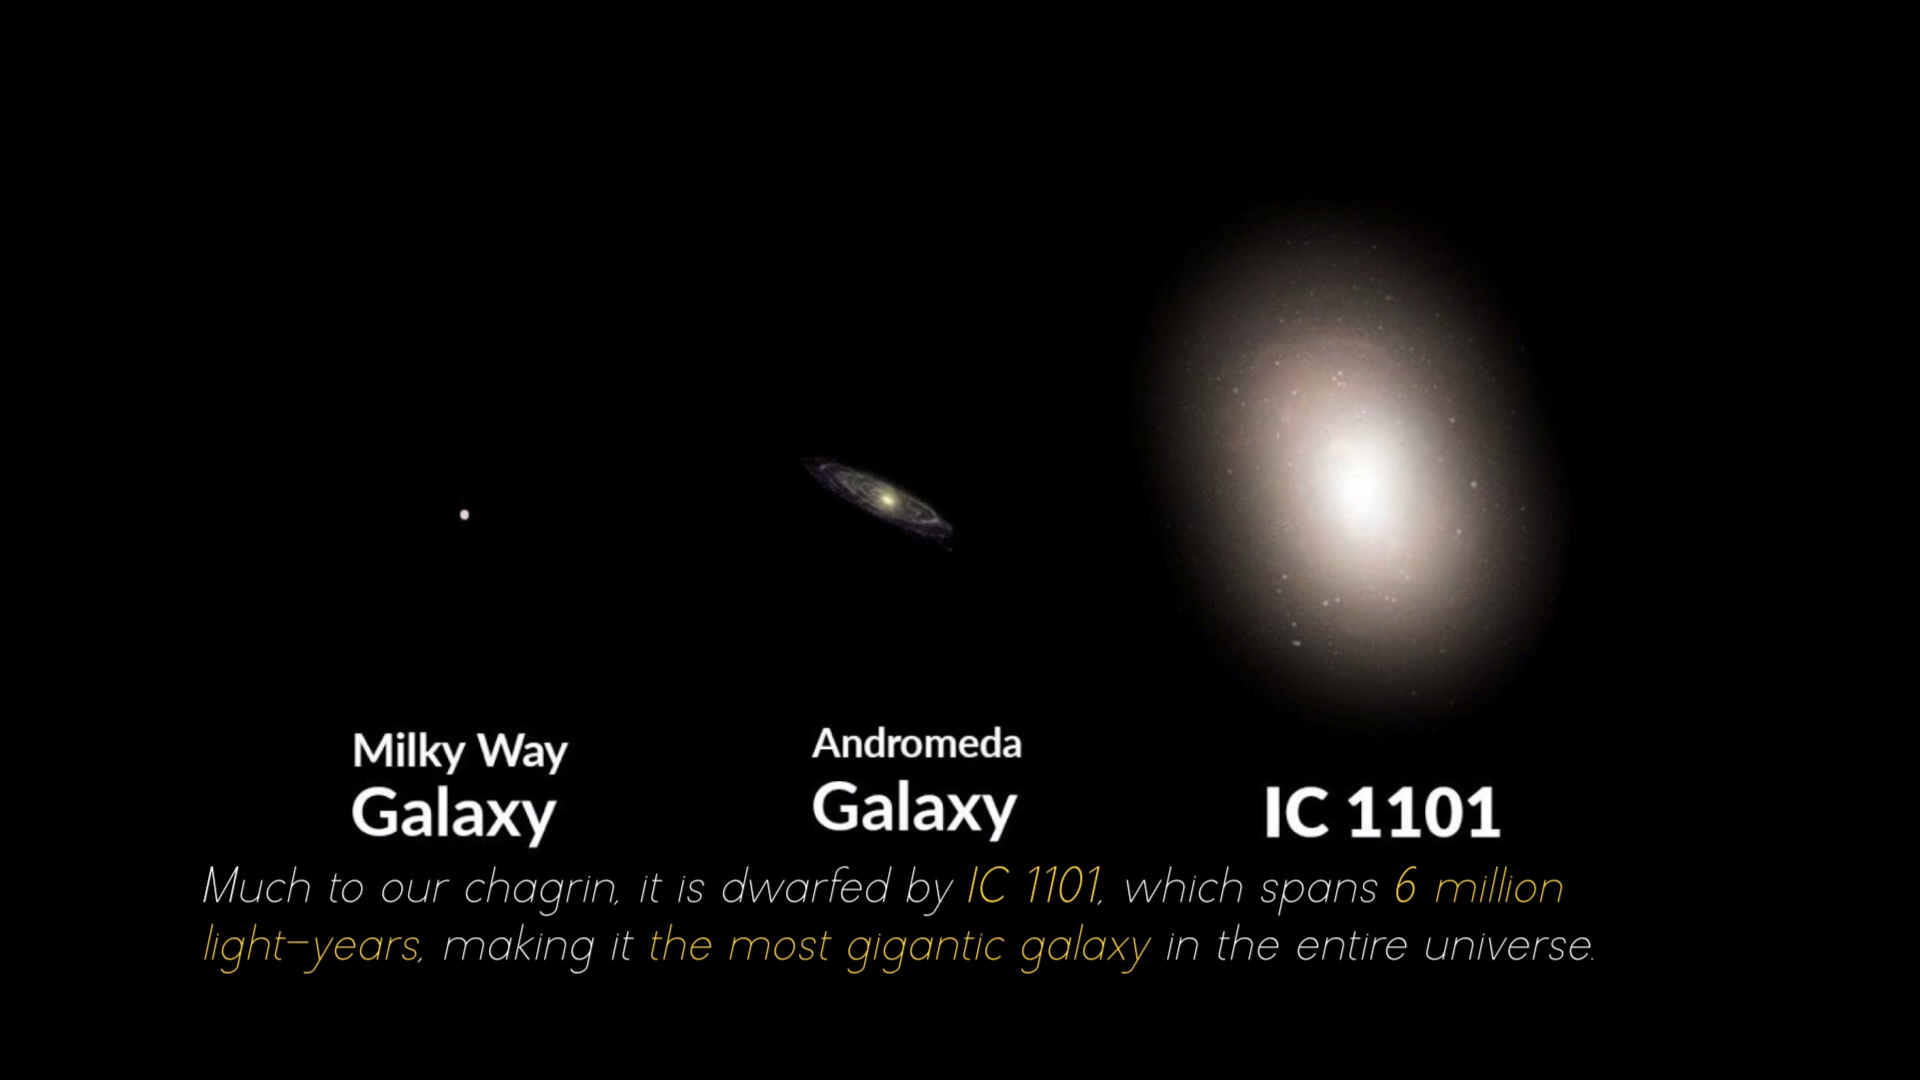 Milky Way
Galaxy
Andromeda
Galaxy
IC 1101
Much to our chagrin, it is dwarfed by IC 1101, which spans 6 million
light-years, making it the most gigantic galaxy in the entire universe.